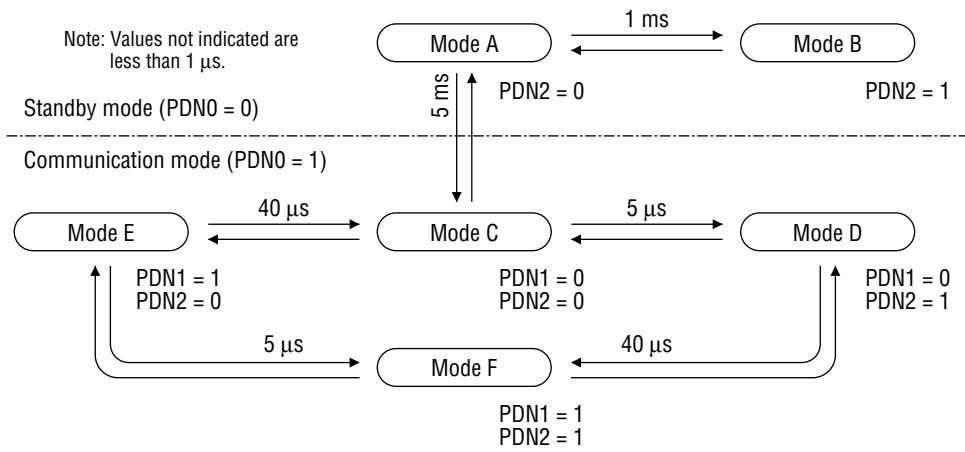 Note: Values not indicated are
less than 1 μs.
Mode A
1 ms
Mode B
PDN2 = 0
PDN2 = 1
5 ms
Standby mode (PDN0 = 0)
Communication mode (PDN0 = 1)
Mode E
40 μs
Mode C
5 μs
Mode D
PDN1 = 1
PDN2 = 0
PDN1 = 0
PDN2 = 0
PDN1 = 0
PDN2 = 1
5 μs
Mode F
40 μs
PDN1 = 1
PDN2 = 1